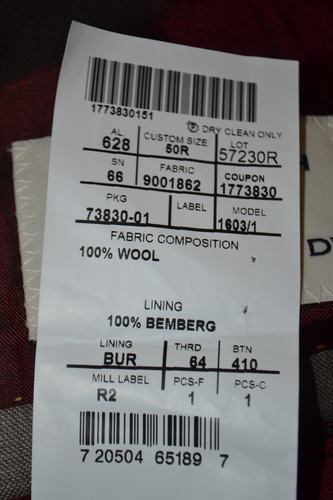 1773830151
Ⓟ DRY CLEAN ONLY
AL CUSTOM SIZE LOT
628 50R 57230R
SN FABRIC COUPON
66 9001862 1773830
PKG LABEL MODEL
73830-01 1603/1
FABRIC COMPOSITION
100% WOOL
LINING
100% BEMBERG
LINING THRD BTN
BUR 64 410
MILL LABEL PCS-F PCS-C
R2 1 1
7 20504 65189 7
D